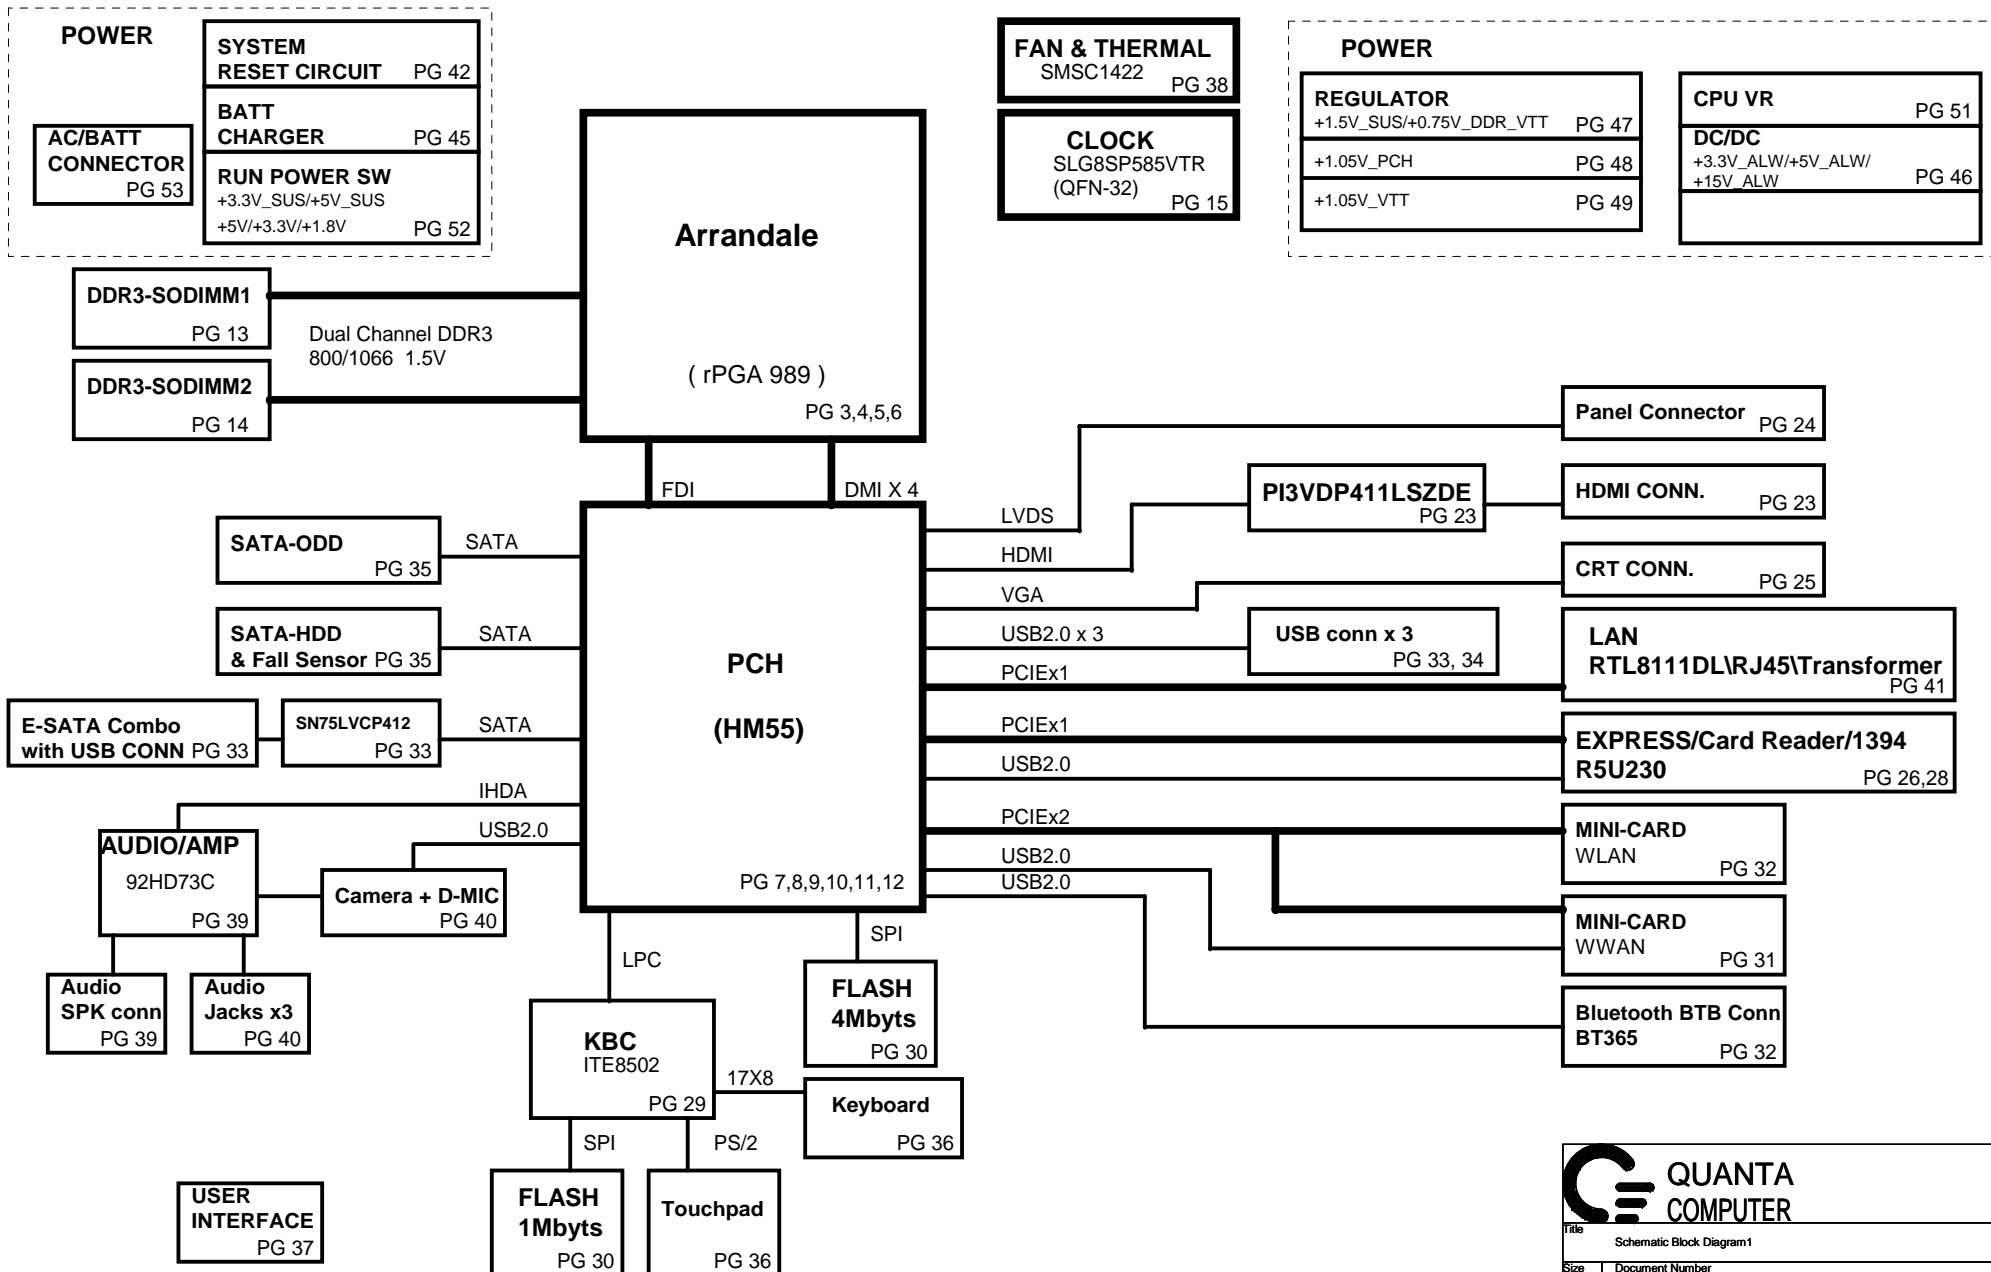 POWER
SYSTEM
RESET CIRCUIT PG 42
BATT
CHARGER PG 45
AC/BATT
CONNECTOR
PG 53
RUN POWER SW
+3.3V_SUS/+5V_SUS
+5V/+3.3V/+1.8V PG 52
FAN & THERMAL
SMSC1422
PG 38
CLOCK
SLG8SP585VTR
(QFN-32)
PG 15
POWER
REGULATOR
+1.5V_SUS/+0.75V_DDR_VTT PG 47
+1.05V_PCH PG 48
+1.05V_VTT PG 49
CPU VR
PG 51
DC/DC
+3.3V_ALW/+5V_ALW/
+15V_ALW PG 46
Arrandale
( rPGA 989 )
PG 3,4,5,6
DDR3-SODIMM1
PG 13
Dual Channel DDR3
800/1066 1.5V
DDR3-SODIMM2
PG 14
FDI
DMI X 4
PCH
(HM55)
PG 7,8,9,10,11,12
SATA-ODD
PG 35
SATA
SATA-HDD
& Fall Sensor PG 35
SATA
E-SATA Combo
with USB CONN PG 33
SN75LVCP412
PG 33
SATA
IHDA
USB2.0
AUDIO/AMP
92HD73C
PG 39
Camera + D-MIC
PG 40
Audio
SPK conn
PG 39
Audio
Jacks x3
PG 40
LVDS
HDMI
VGA
USB2.0 x 3
PCIEx1
PCIEx1
USB2.0
PCIEx2
USB2.0
USB2.0
Panel Connector
PG 24
PI3VDP411LSZDE
PG 23
HDMI CONN.
PG 23
CRT CONN.
PG 25
USB conn x 3
PG 33, 34
LAN
RTL8111DL\RJ45\Transformer
PG 41
EXPRESS/Card Reader/1394
R5U230
PG 26,28
MINI-CARD
WLAN
PG 32
MINI-CARD
WWAN
PG 31
Bluetooth BTB Conn
BT365
PG 32
LPC
SPI
FLASH
4Mbyts
PG 30
KBC
ITE8502
PG 29
17X8
Keyboard
PG 36
SPI
PS/2
FLASH
1Mbyts
PG 30
Touchpad
PG 36
USER
INTERFACE
PG 37
QUANTA
COMPUTER
Title
Schematic Block Diagram1
Size Document Number